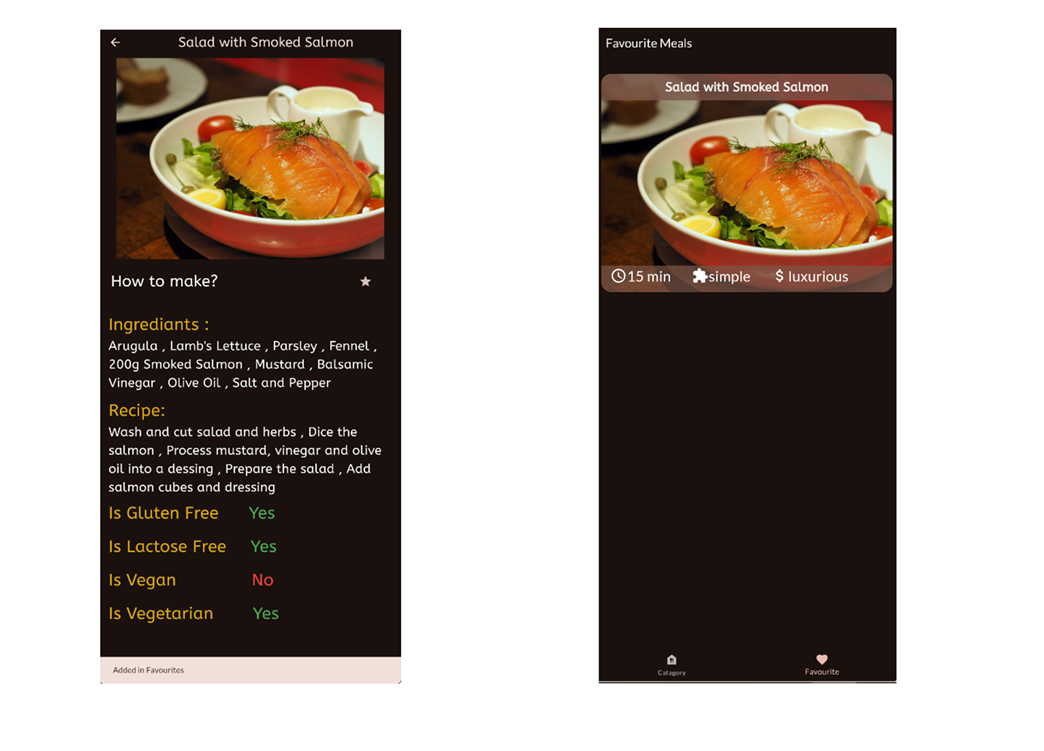 Salad with Smoked Salmon
How to make?
Ingrediants :
Arugula , Lamb's Lettuce , Parsley , Fennel ,
200g Smoked Salmon , Mustard , Balsamic
Vinegar , Olive Oil , Salt and Pepper
Recipe:
Wash and cut salad and herbs , Dice the
salmon , Process mustard, vinegar and olive
oil into a dessing , Prepare the salad , Add
salmon cubes and dressing
Is Gluten Free Yes
Is Lactose Free Yes
Is Vegan No
Is Vegetarian Yes
Added in Favourites
Favourite Meals
Salad with Smoked Salmon
15 min simple $ luxurious
Catagory Favourite